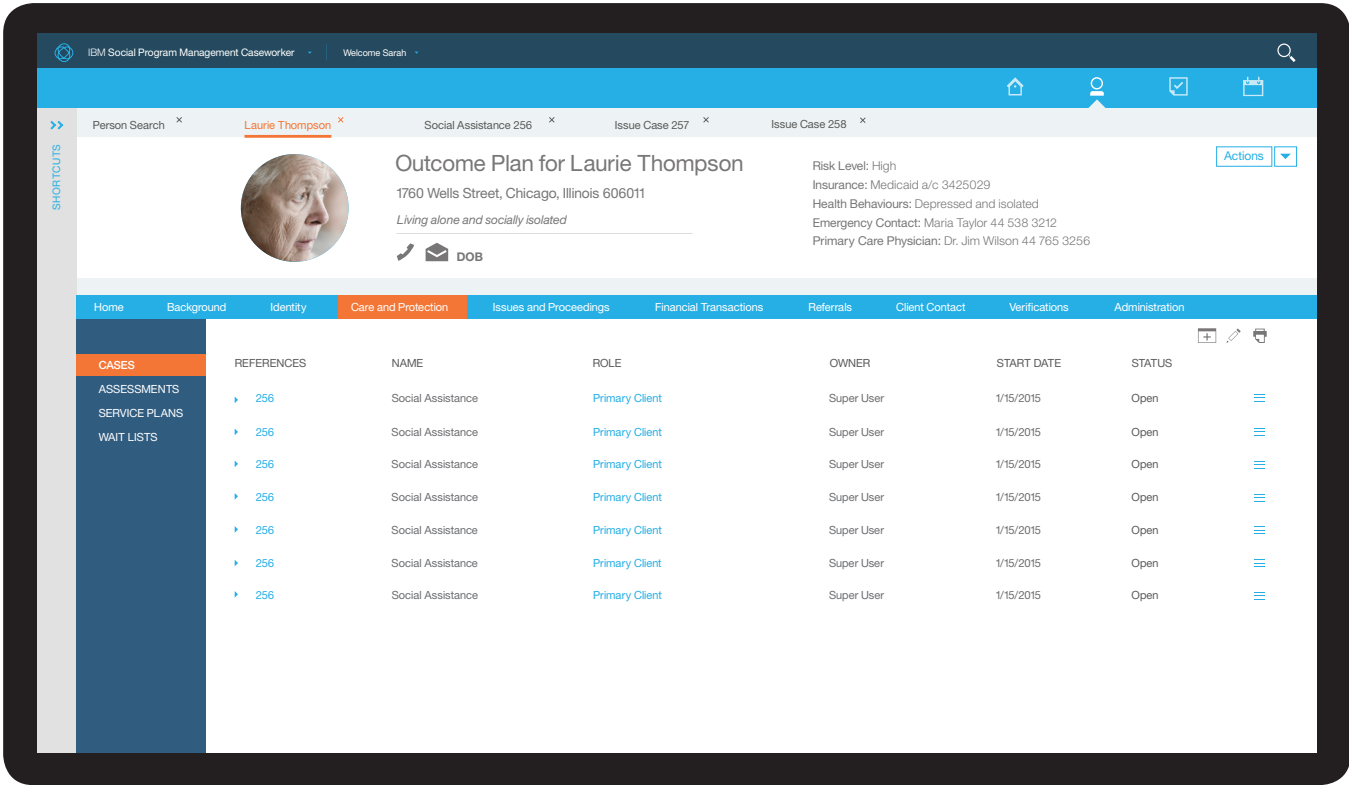 IBM Social Program Management Caseworker Welcome Sarah
SHORTCUTS
Person Search × Laurie Thompson × Social Assistance 256 × Issue Case 257 × Issue Case 258 ×
Outcome Plan for Laurie Thompson
1760 Wells Street, Chicago, Illinois 606011
Living alone and socially isolated
DOB
Risk Level: High
Insurance: Medicaid a/c 3425029
Health Behaviours: Depressed and isolated
Emergency Contact: Maria Taylor 44 538 3212
Primary Care Physician: Dr. Jim Wilson 44 765 3256
Actions
Home Background Identity Care and Protection Issues and Proceedings Financial Transactions Referrals Client Contact Verifications Administration
CASES
ASSESSMENTS
SERVICE PLANS
WAIT LISTS
REFERENCES NAME ROLE OWNER START DATE STATUS
256 Social Assistance Primary Client Super User 1/15/2015 Open
256 Social Assistance Primary Client Super User 1/15/2015 Open
256 Social Assistance Primary Client Super User 1/15/2015 Open
256 Social Assistance Primary Client Super User 1/15/2015 Open
256 Social Assistance Primary Client Super User 1/15/2015 Open
256 Social Assistance Primary Client Super User 1/15/2015 Open
256 Social Assistance Primary Client Super User 1/15/2015 Open